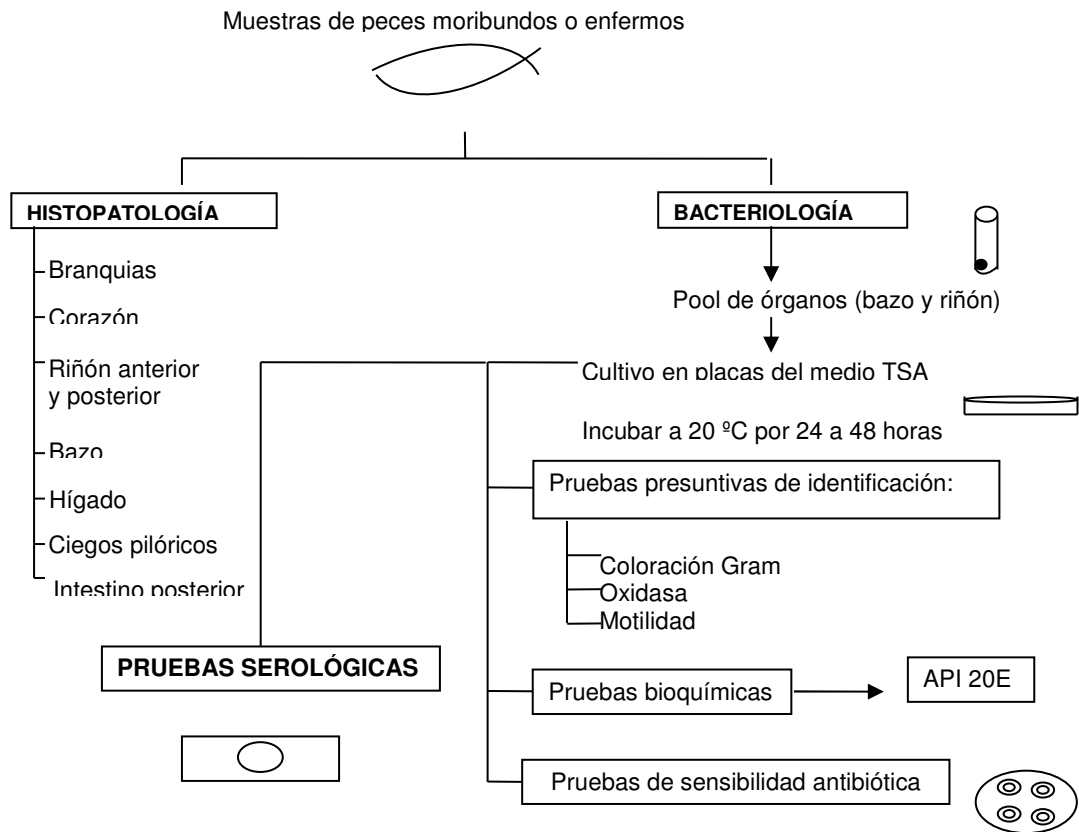 Muestras de peces moribundos o enfermos
HISTOPATOLOGÍA
Branquias
Corazón
Riñón anterior
y posterior
Bazo
Hígado
Ciegos pilóricos
Intestino posterior
BACTERIOLOGÍA
Pool de órganos (bazo y riñón)
Cultivo en placas del medio TSA
Incubar a 20 ºC por 24 a 48 horas
Pruebas presuntivas de identificación:
Coloración Gram
Oxidasa
Motilidad
PRUEBAS SEROLÓGICAS
Pruebas bioquímicas
API 20E
Pruebas de sensibilidad antibiótica